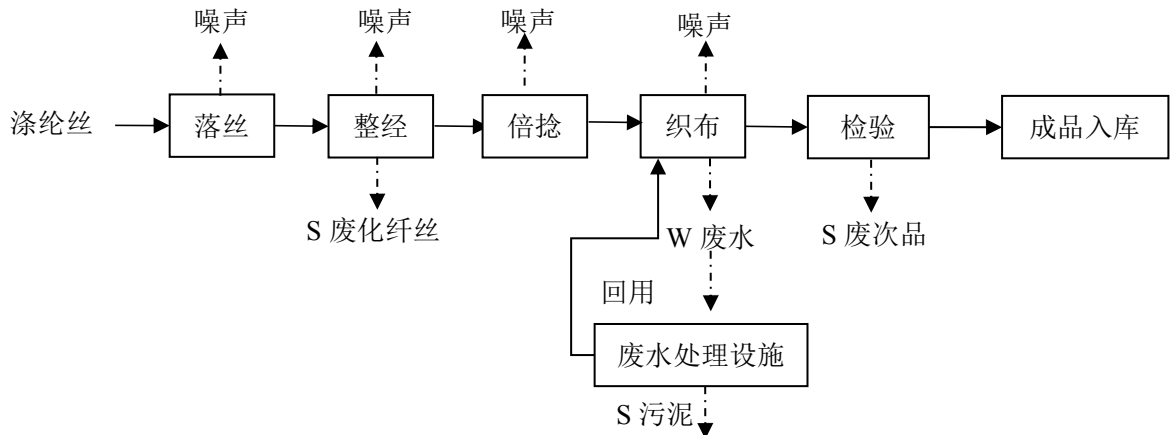 噪声
噪声
噪声
噪声
涤纶丝
落丝
整经
倍捻
织布
检验
成品入库
S 废化纤丝
W 废水
S 废次品
回用
废水处理设施
S 污泥